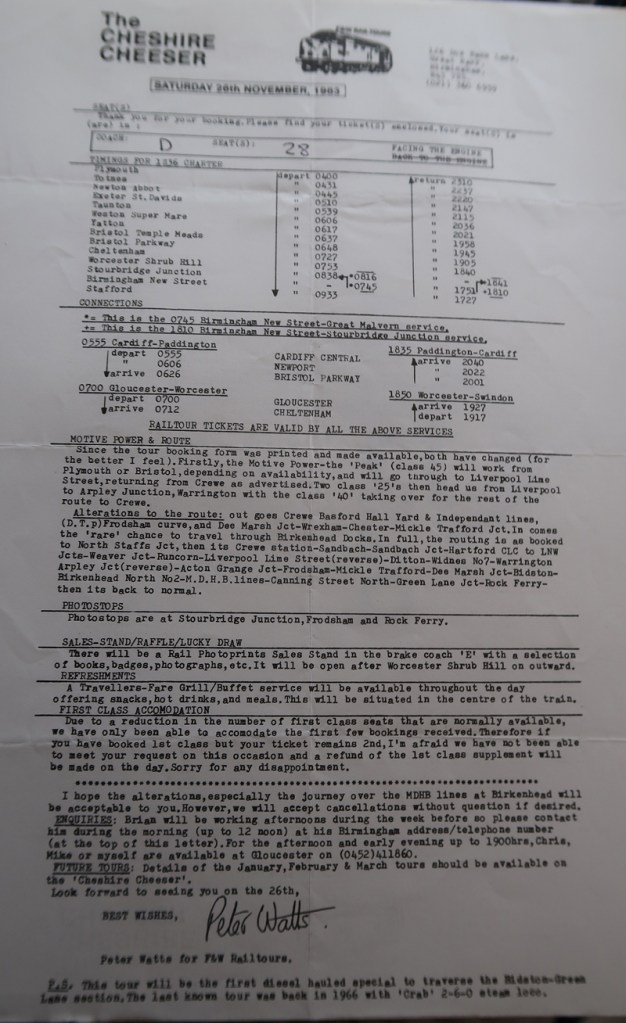 The
CHESHIRE
CHEESER
F&W RAILTOURS
SATURDAY 26th NOVEMBER, 1983
SEAT(S)
Thank you for your booking.Please find your ticket(s) enclosed.Your seat(s) is
(are) in :
COACH: D SEAT(S): 28 FACING THE ENGINE
BACK TO THE ENGINE
TIMINGS FOR 1Z36 CHARTER
Plymouth depart 0400 return 2310
Totnes " 0431 " 2237
Newton Abbot " 0445 " 2220
Exeter St.Davids " 0510 " 2147
Taunton " 0539 " 2115
Weston Super Mare " 0606 " 2036
Yatton " 0617 " 2021
Bristol Temple Meads " 0637 " 1958
Bristol Parkway " 0648 " 1945
Cheltenham " 0727 " 1905
Worcester Shrub Hill " 0753 " 1840
Stourbridge Junction " 0838 *0816 " - +1841
Birmingham New Street " - *0745 " 1751 +1810
Stafford " 0933 " 1727
CONNECTIONS
*= This is the 0745 Birmingham New Street-Great Malvern service.
+= This is the 1810 Birmingham New Street-Stourbridge Junction service.
0555 Cardiff-Paddington 1835 Paddington-Cardiff
depart 0555 CARDIFF CENTRAL arrive 2040
" 0606 NEWPORT " 2022
arrive 0626 BRISTOL PARKWAY " 2001
0700 Gloucester-Worcester 1850 Worcester-Swindon
depart 0700 GLOUCESTER arrive 1927
arrive 0712 CHELTENHAM depart 1917
RAILTOUR TICKETS ARE VALID BY ALL THE ABOVE SERVICES
MOTIVE POWER & ROUTE
Since the tour booking form was printed and made available,both have changed (for
the better I feel).Firstly,the Motive Power-the 'Peak' (class 45) will work from
Plymouth or Bristol,depending on availability,and will go through to Liverpool Lime
Street,returning from Crewe as advertised.Two class '25's then head us from Liverpool
to Arpley Junction,Warrington with the class '40' taking over for the rest of the
route to Crewe.
Alterations to the route: out goes Crewe Basford Hall Yard & Independent lines,
(D.T.p)Frodsham curve,and Dee Marsh Jct-Wrexham-Chester-Mickle Trafford Jct.In comes
the 'rare' chance to travel through Birkenhead Docks.In full,the routing is as booked
to North Staffs Jct,then its Crewe station-Sandbach-Sandbach Jct-Hartford CLC to LNW
Jcts-Weaver Jct-Runcorn-Liverpool Lime Street(reverse)-Ditton-Widnes No7-Warrington
Arpley Jct(reverse)-Acton Grange Jct-Frodsham-Mickle Trafford-Dee Marsh Jct-Bidston-
Birkenhead North No2-M.D.H.B.lines-Canning Street North-Green Lane Jct-Rock Ferry-
then its back to normal.
PHOTOSTOPS
Photostops are at Stourbridge Junction,Frodsham and Rock Ferry.
SALES-STAND/RAFFLE/LUCKY DRAW
There will be a Rail Photoprints Sales Stand in the brake coach 'E' with a selection
of books,badges,photographs,etc.It will be open after Worcester Shrub Hill on outward.
REFRESHMENTS
A Travellers-Fare Grill/Buffet service will be available throughout the day
offering snacks,hot drinks,and meals.This will be situated in the centre of the train.
FIRST CLASS ACCOMODATION
Due to a reduction in the number of first class seats that are normally available,
we have only been able to accomodate the first few bookings received.Therefore if
you have booked 1st class but your ticket remains 2nd,I'm afraid we have not been able
to meet your request on this occasion and a refund of the 1st class supplement will
be made on the day.Sorry for any disappointment.
I hope the alterations,especially the journey over the MDHB lines at Birkenhead will
be acceptable to you.However,we will accept cancellations without question if desired.
ENQUIRIES: Brian will be working afternoons during the week before so please contact
him during the morning (up to 12 noon) at his Birmingham address/telephone number
(at the top of this letter).For the afternoon and early evening up to 1900hrs,Chris,
Mike or myself are available at Gloucester on (0452)411860.
FUTURE TOURS: Details of the January,February & March tours should be available on
the 'Cheshire Cheeser'.
Look forward to seeing you on the 26th,
BEST WISHES, Peter Watts.
Peter Watts for F&W Railtours.
P.S. This tour will be the first diesel hauled special to traverse the Bidston-Green
Lane section,The last known tour was back in 1966 with 'Crab' 2-6-0 steam loco.